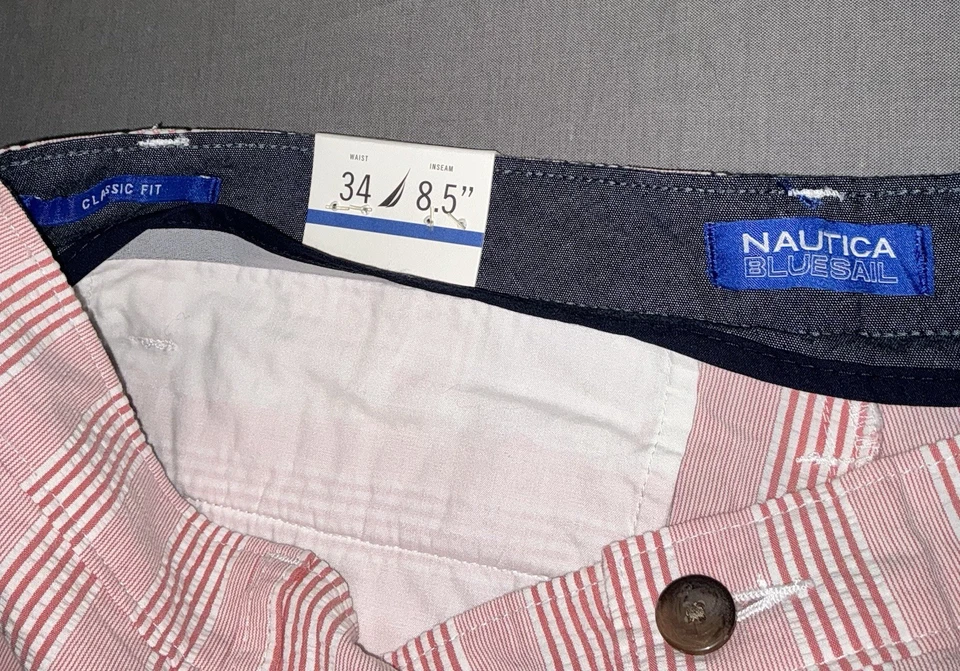 CLASSIC FIT
WAIST INSEAM
34 8.5”
NAUTICA
BLUESAIL